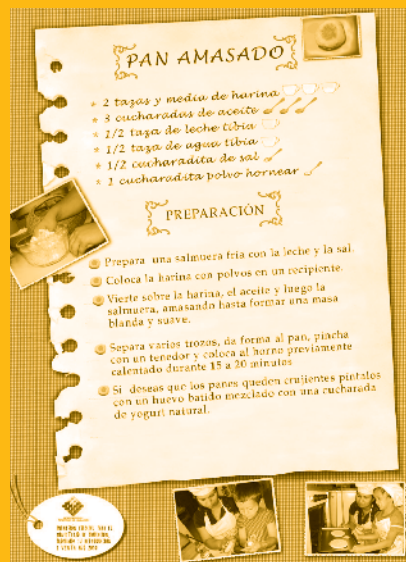 PAN AMASADO
* 2 tazas y media de harina
* 3 cucharadas de aceite
* 1/2 taza de leche tibia
* 1/2 taza de agua tibia
* 1/2 cucharadita de sal
* 1 cucharadita polvo hornear
PREPARACIÓN
Prepara una salmuera fría con la leche y la sal.
Coloca la harina con polvos en un recipiente.
Vierte sobre la harina, el aceite y luego la
salmuera, amasando hasta formar una masa
blanda y suave.
Separa varios trozos, da forma al pan, pincha
con un tenedor y coloca al horno previamente
calentado durante 15 a 20 minutos
Si deseas que los panes queden crujientes píntalos
con un huevo batido mezclado con una cucharada
de yogurt natural.